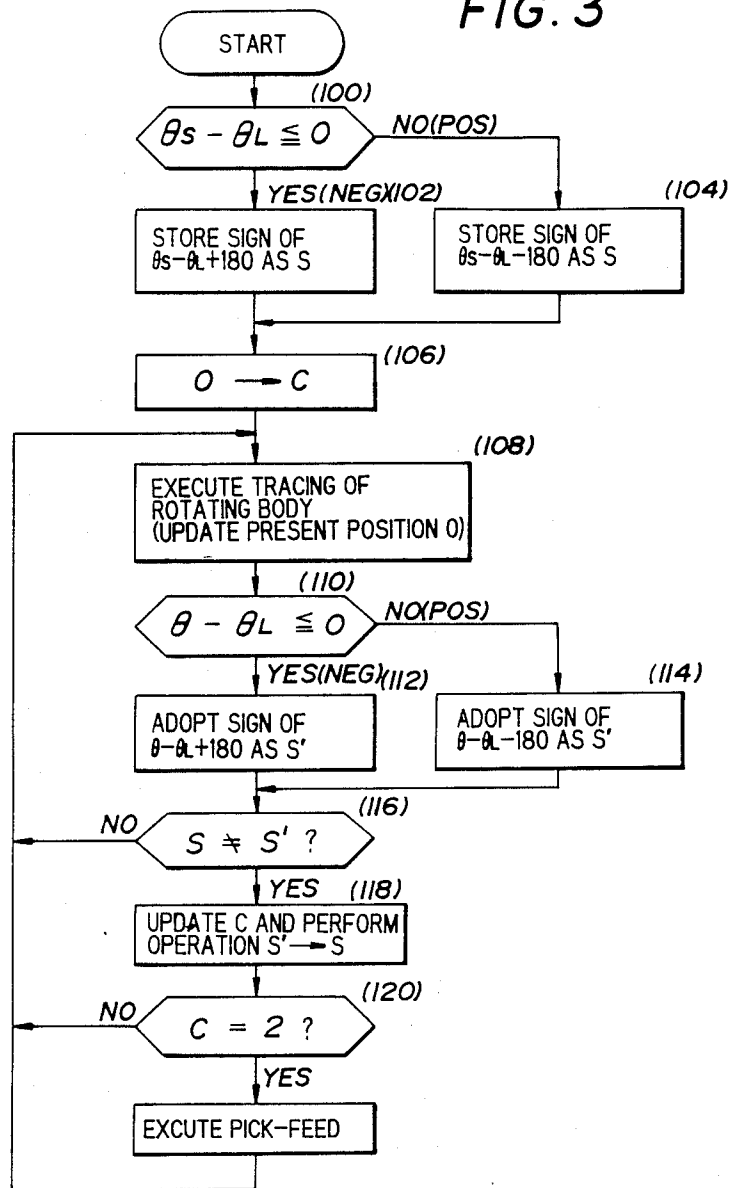 FIG. 3
START
(100)
θs - θL ≦ 0
NO(POS)
YES(NEG)(102)
(104)
STORE SIGN OF
θs-θL+180 AS S
STORE SIGN OF
θs-θL-180 AS S
(106)
0 → C
(108)
EXECUTE TRACING OF
ROTATING BODY
(UPDATE PRESENT POSITION 0)
(110)
θ - θL ≦ 0
NO(POS)
YES(NEG)(112)
(114)
ADOPT SIGN OF
θ-θL+180 AS S'
ADOPT SIGN OF
θ-θL-180 AS S'
(116)
NO
S ≠ S' ?
YES
(118)
UPDATE C AND PERFORM
OPERATION S' → S
(120)
NO
C = 2 ?
YES
EXCUTE PICK-FEED